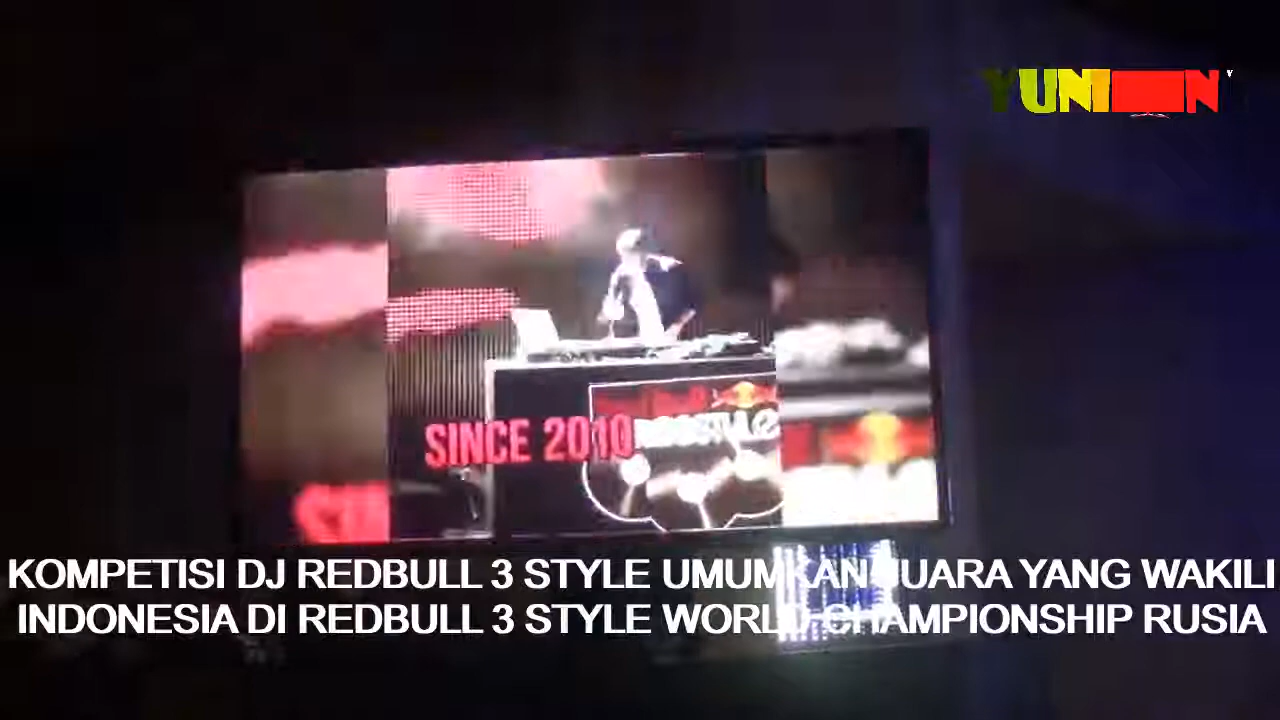 SINCE 2010
KOMPETISI DJ REDBULL 3 STYLE UMUMKAN JUARA YANG WAKILI
INDONESIA DI REDBULL 3 STYLE WORLD CHAMPIONSHIP RUSIA